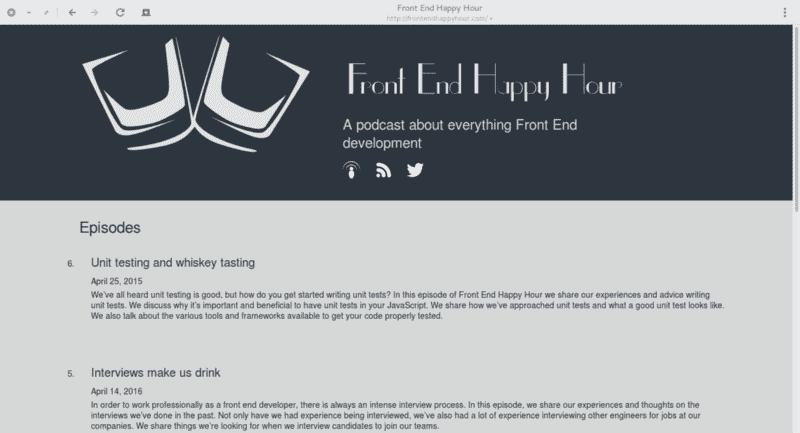 Front End Happy Hour
http://frontendhappyhour.com/
Front End Happy Hour
A podcast about everything Front End
development
Episodes
6. Unit testing and whiskey tasting
April 25, 2015
We've all heard unit testing is good, but how do you get started writing unit tests? In this episode of Front End Happy Hour we share our experiences and advice writing
unit tests. We discuss why it's important and beneficial to have unit tests in your JavaScript. We share how we've approached unit tests and what a good unit test looks like.
We also talk about the various tools and frameworks available to get your code properly tested.
5. Interviews make us drink
April 14, 2016
In order to work professionally as a front end developer, there is always an intense interview process. In this episode, we share our experiences and thoughts on the
interviews we've done in the past. Not only have we had experience being interviewed, we've also had a lot of experience interviewing other engineers for jobs at our
companies. We share things we're looking for when we interview candidates to join our teams.